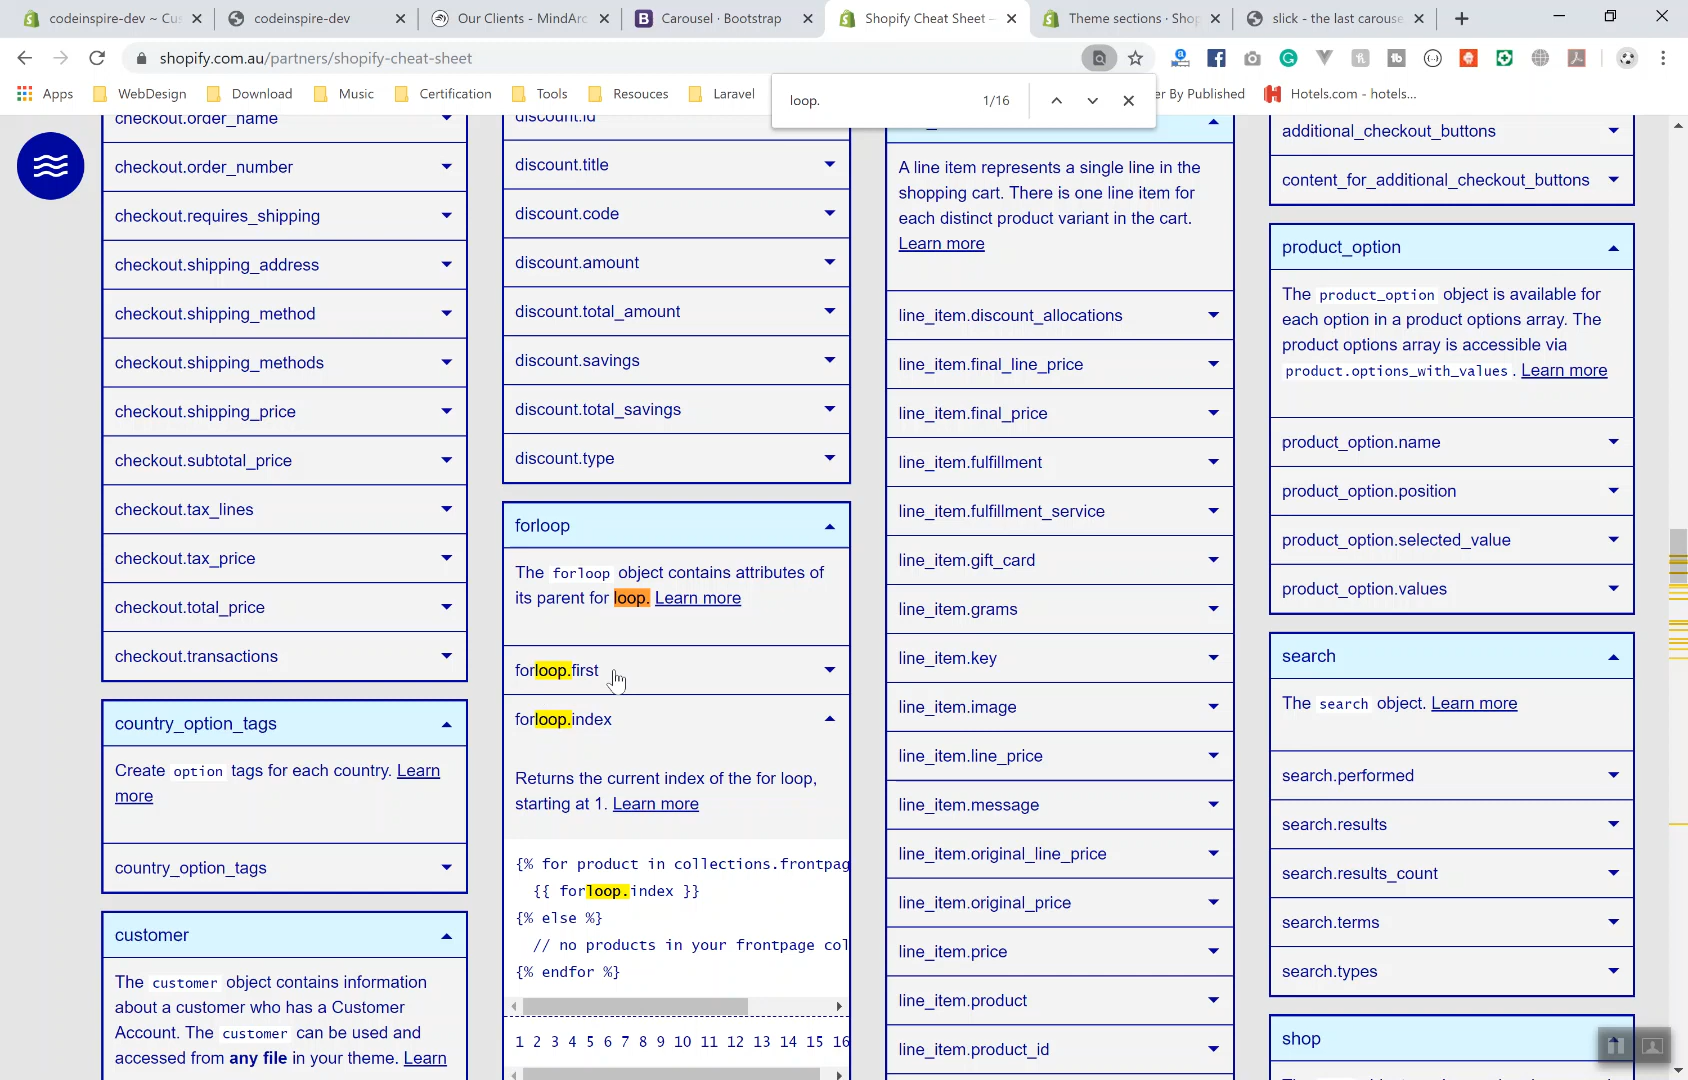 codeinspire-dev ~ Cus
codeinspire-dev
Our Clients - MindArc
Carousel · Bootstrap
Shopify Cheat Sheet –
Theme sections · Shop
slick - the last carouse
shopify.com.au/partners/shopify-cheat-sheet
Apps
WebDesign
Download
Music
Certification
Tools
Resouces
Laravel
loop.
1/16
er By Published
Hotels.com - hotels...
checkout.order_name
checkout.order_number
checkout.requires_shipping
checkout.shipping_address
checkout.shipping_method
checkout.shipping_methods
checkout.shipping_price
checkout.subtotal_price
checkout.tax_lines
checkout.tax_price
checkout.total_price
checkout.transactions
country_option_tags
Create option tags for each country. Learn
more
country_option_tags
customer
The customer object contains information
about a customer who has a Customer
Account. The customer can be used and
accessed from any file in your theme. Learn
discount.id
discount.title
discount.code
discount.amount
discount.total_amount
discount.savings
discount.total_savings
discount.type
forloop
The forloop object contains attributes of
its parent for loop. Learn more
forloop.first
forloop.index
Returns the current index of the for loop,
starting at 1. Learn more
{% for product in collections.frontpag
{{ forloop.index }}
{% else %}
// no products in your frontpage col
{% endfor %}
1 2 3 4 5 6 7 8 9 10 11 12 13 14 15 16
A line item represents a single line in the
shopping cart. There is one line item for
each distinct product variant in the cart.
Learn more
line_item.discount_allocations
line_item.final_line_price
line_item.final_price
line_item.fulfillment
line_item.fulfillment_service
line_item.gift_card
line_item.grams
line_item.key
line_item.image
line_item.line_price
line_item.message
line_item.original_line_price
line_item.original_price
line_item.price
line_item.product
line_item.product_id
additional_checkout_buttons
content_for_additional_checkout_buttons
product_option
The product_option object is available for
each option in a product options array. The
product options array is accessible via
product.options_with_values . Learn more
product_option.name
product_option.position
product_option.selected_value
product_option.values
search
The search object. Learn more
search.performed
search.results
search.results_count
search.terms
search.types
shop